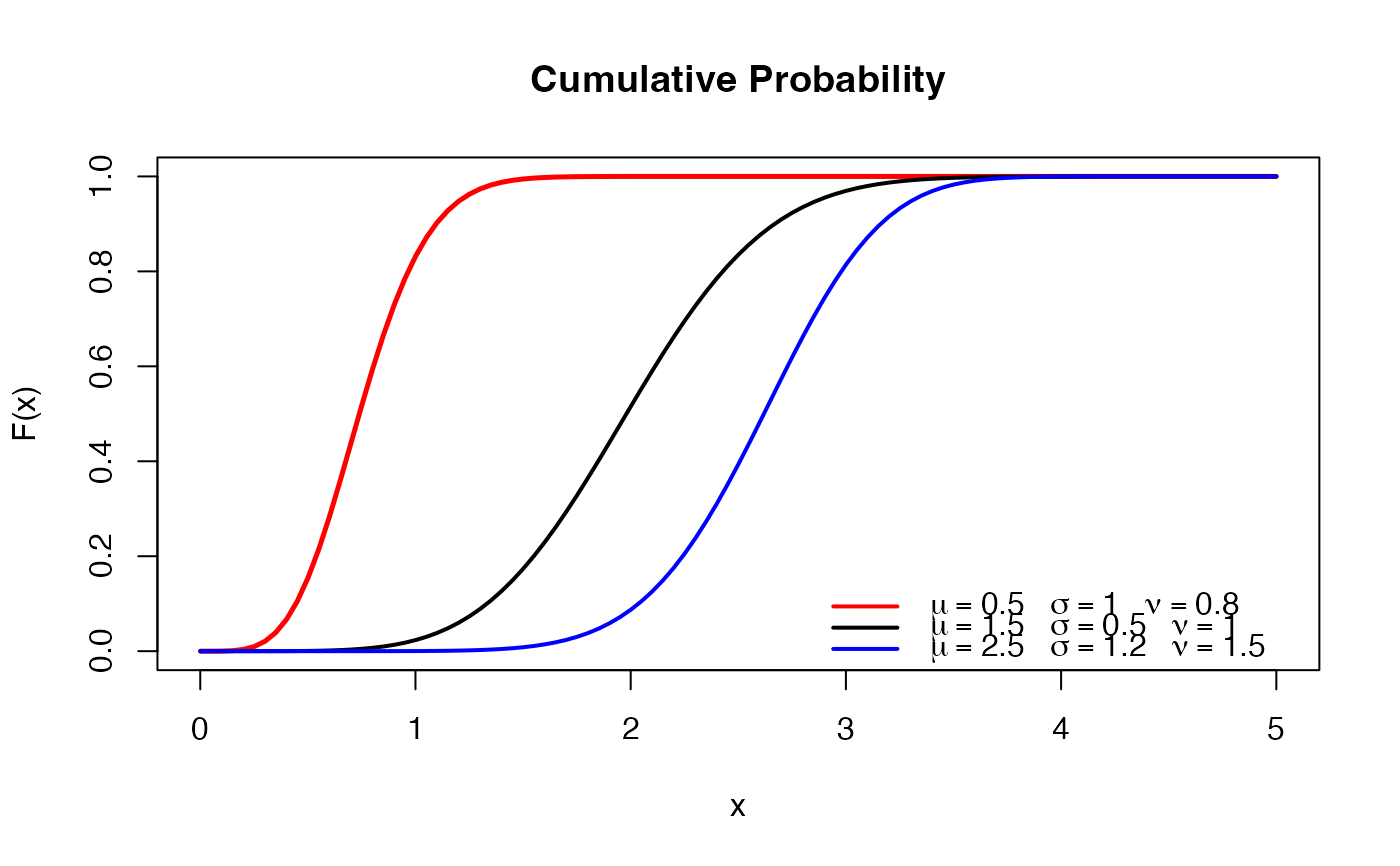 Cumulative Probability
F(x)
1.0
0.8
0.6
0.4
0.2
0.0
μ = 0.5 σ = 1 ν = 0.8
μ = 1.5 σ = 0.5 ν = 1
μ = 2.5 σ = 1.2 ν = 1.5
0 1 2 3 4 5
x